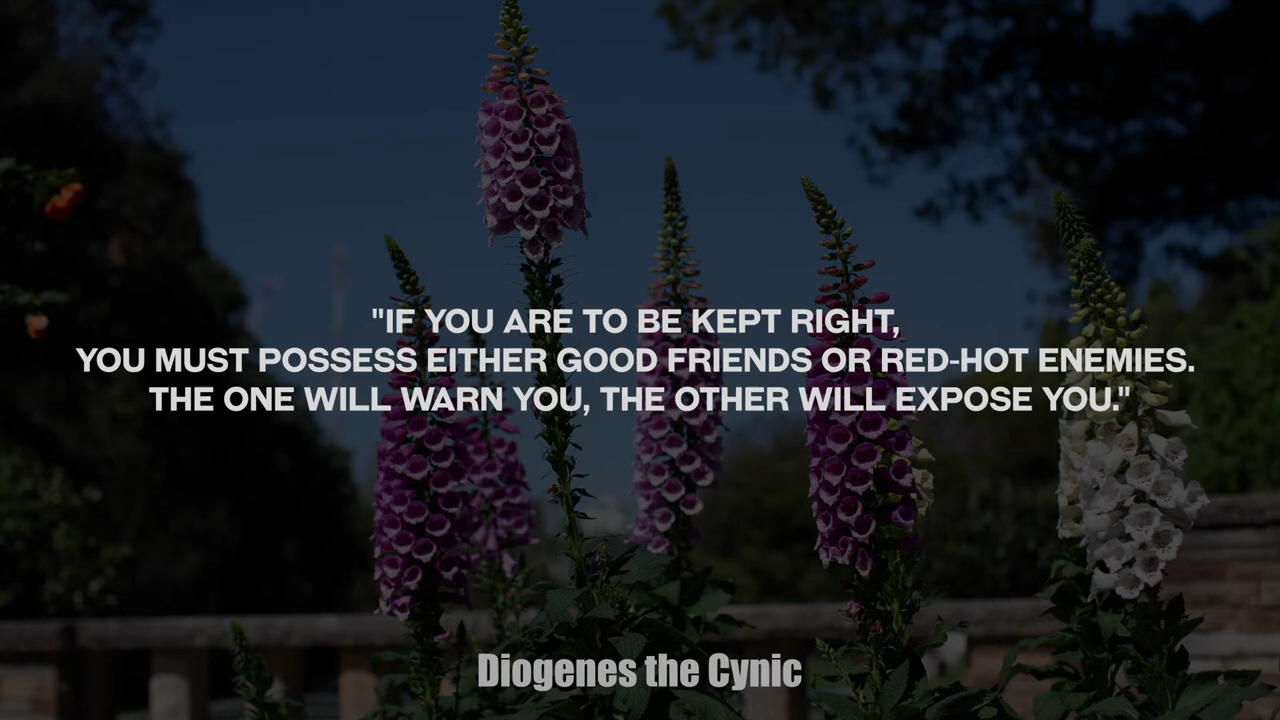 "IF YOU ARE TO BE KEPT RIGHT,
YOU MUST POSSESS EITHER GOOD FRIENDS OR RED-HOT ENEMIES.
THE ONE WILL WARN YOU, THE OTHER WILL EXPOSE YOU."
Diogenes the Cynic